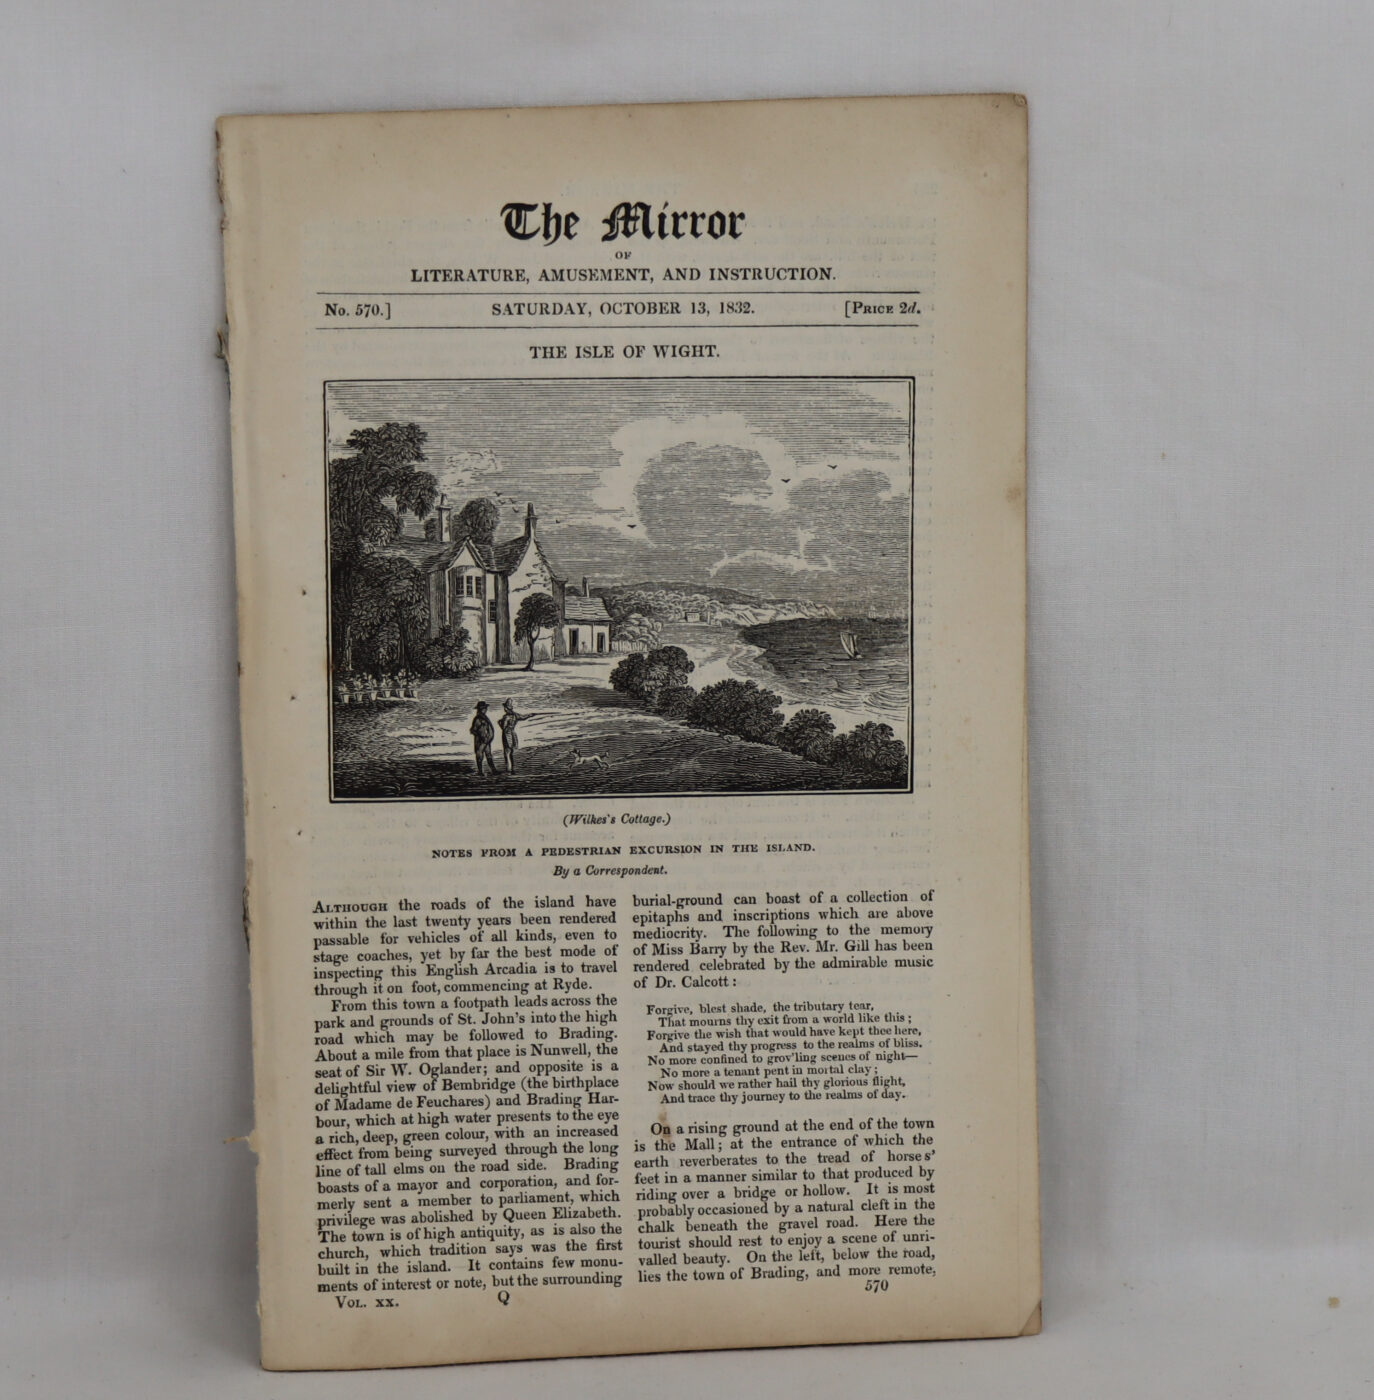 The Mirror
OF
LITERATURE, AMUSEMENT, AND INSTRUCTION.
No. 570.] SATURDAY, OCTOBER 13, 1832. [PRICE 2d.
THE ISLE OF WIGHT.
(Wilkes's Cottage.)
NOTES FROM A PEDESTRIAN EXCURSION IN THE ISLAND.
By a Correspondent.
ALTHOUGH the roads of the island have
within the last twenty years been rendered
passable for vehicles of all kinds, even to
stage coaches, yet by far the best mode of
inspecting this English Arcadia is to travel
through it on foot, commencing at Ryde.
From this town a footpath leads across the
park and grounds of St. John's into the high
road which may be followed to Brading.
About a mile from that place is Nunwell, the
seat of Sir W. Oglander; and opposite is a
delightful view of Bembridge (the birthplace
of Madame de Feuchares) and Brading Har-
bour, which at high water presents to the eye
a rich, deep, green colour, with an increased
effect from being surveyed through the long
line of tall elms on the road side. Brading
boasts of a mayor and corporation, and for-
merly sent a member to parliament, which
privilege was abolished by Queen Elizabeth.
The town is of high antiquity, as is also the
church, which tradition says was the first
built in the island. It contains few monu-
ments of interest or note, but the surrounding
VOL. XX. Q
burial-ground can boast of a collection of
epitaphs and inscriptions which are above
mediocrity. The following to the memory
of Miss Barry by the Rev. Mr. Gill has been
rendered celebrated by the admirable music
of Dr. Calcott:
Forgive, blest shade, the tributary tear,
That mourns thy exit from a world like this;
Forgive the wish that would have kept thee here,
And stayed thy progress to the realms of bliss.
No more confined to grov'ling scenes of night—
No more a tenant pent in mortal clay;
Now should we rather hail thy glorious flight,
And trace thy journey to the realms of day.
On a rising ground at the end of the town
is the Mall; at the entrance of which the
earth reverberates to the tread of horses'
feet in a manner similar to that produced by
riding over a bridge or hollow. It is most
probably occasioned by a natural cleft in the
chalk beneath the gravel road. Here the
tourist should rest to enjoy a scene of unri-
valled beauty. On the left, below the road,
lies the town of Brading, and more remote,
570